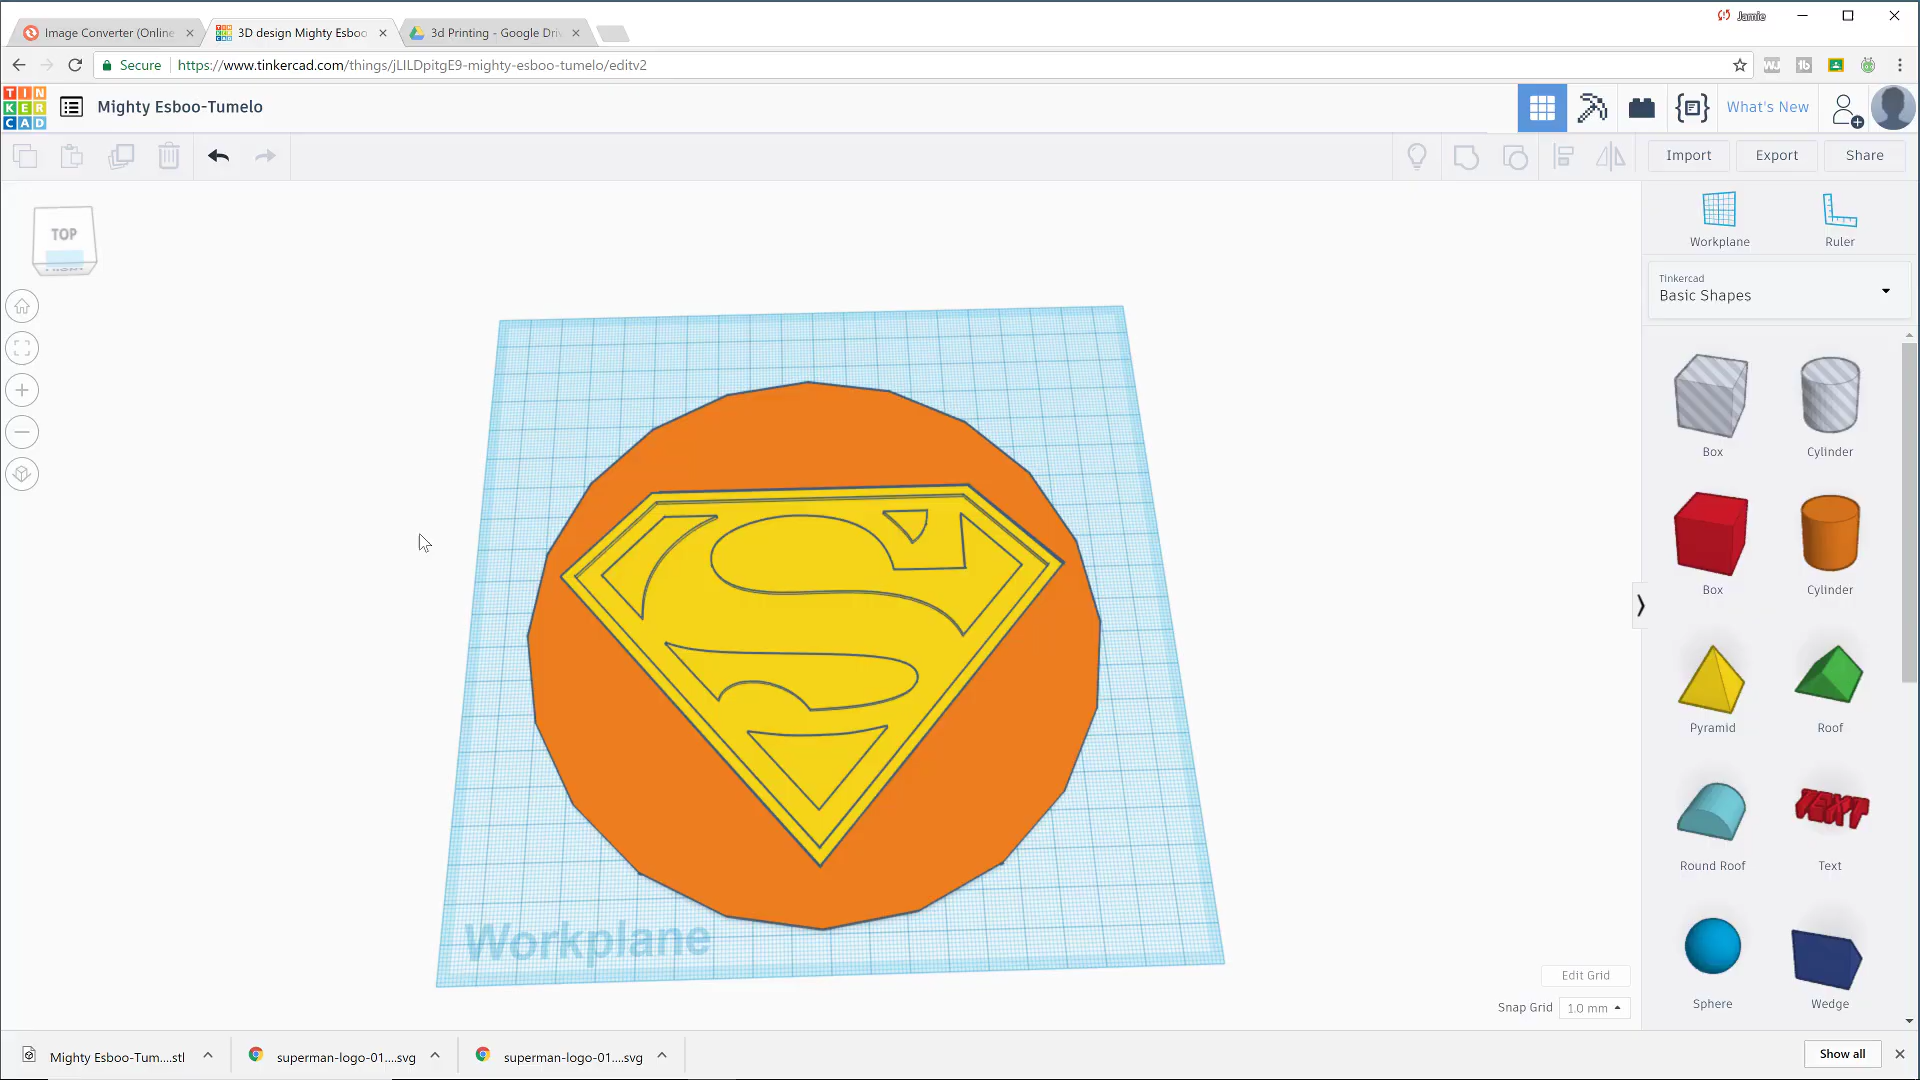 Jamie
Image Converter (Online
3D design Mighty Esboo
3d Printing - Google Driv
Secure
https://www.tinkercad.com/things/jLILDpitgE9-mighty-esboo-tumelo/editv2
TIN
KER
CAD
Mighty Esboo-Tumelo
What's New
Import
Export
Share
TOP
FRONT
Workplane
Ruler
Tinkercad
Basic Shapes
Box
Cylinder
Box
Cylinder
Pyramid
Roof
Round Roof
TEXT
Text
Sphere
Wedge
Workplane
Edit Grid
Snap Grid
1.0 mm
Mighty Esboo-Tum....stl
superman-logo-01....svg
superman-logo-01....svg
Show all